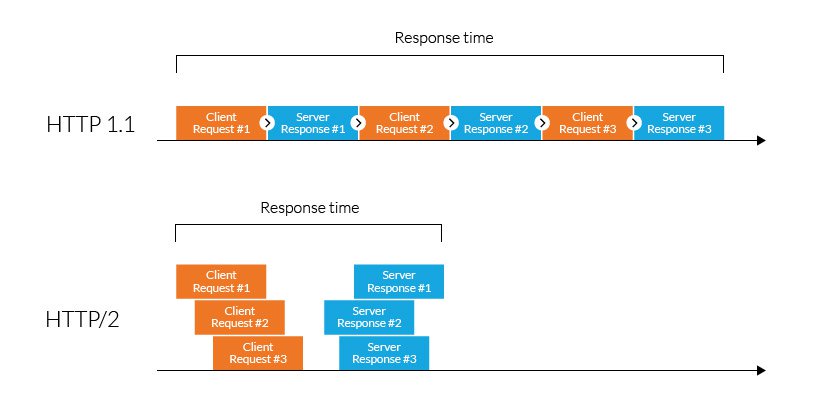 Response time
HTTP 1.1
Client
Request #1
Server
Response #1
Client
Request #2
Server
Response #2
Client
Request #3
Server
Response #3
Response time
HTTP/2
Client
Request #1
Server
Response #1
Client
Request #2
Server
Response #2
Client
Request #3
Server
Response #3